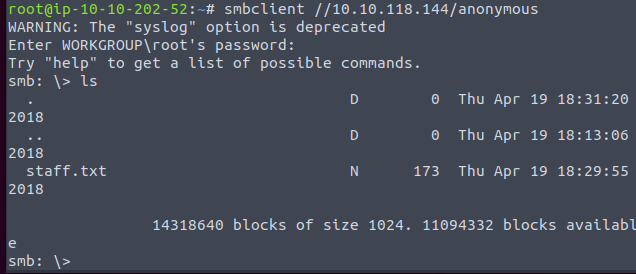 root@ip-10-10-202-52:~# smbclient //10.10.118.144/anonymous
WARNING: The "syslog" option is deprecated
Enter WORKGROUP\root's password:
Try "help" to get a list of possible commands.
smb: \> ls
  .                                   D        0  Thu Apr 19 18:31:20
2018
  ..                                  D        0  Thu Apr 19 18:13:06
2018
  staff.txt                           N      173  Thu Apr 19 18:29:55
2018

                14318640 blocks of size 1024. 11094332 blocks availabl
e
smb: \>